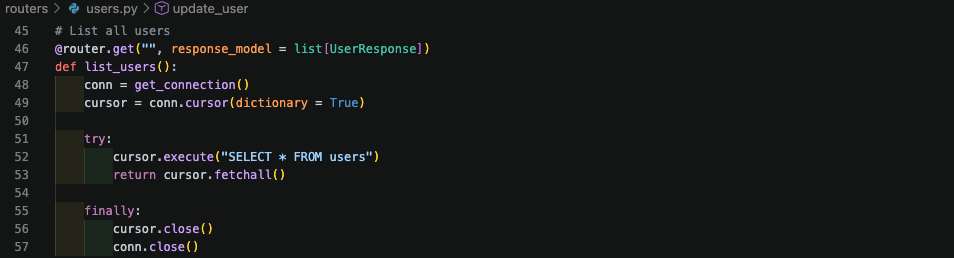 routers > users.py > update_user
45 # List all users
46 @router.get("", response_model = list[UserResponse])
47 def list_users():
48     conn = get_connection()
49     cursor = conn.cursor(dictionary = True)
50
51     try:
52         cursor.execute("SELECT * FROM users")
53         return cursor.fetchall()
54
55     finally:
56         cursor.close()
57         conn.close()